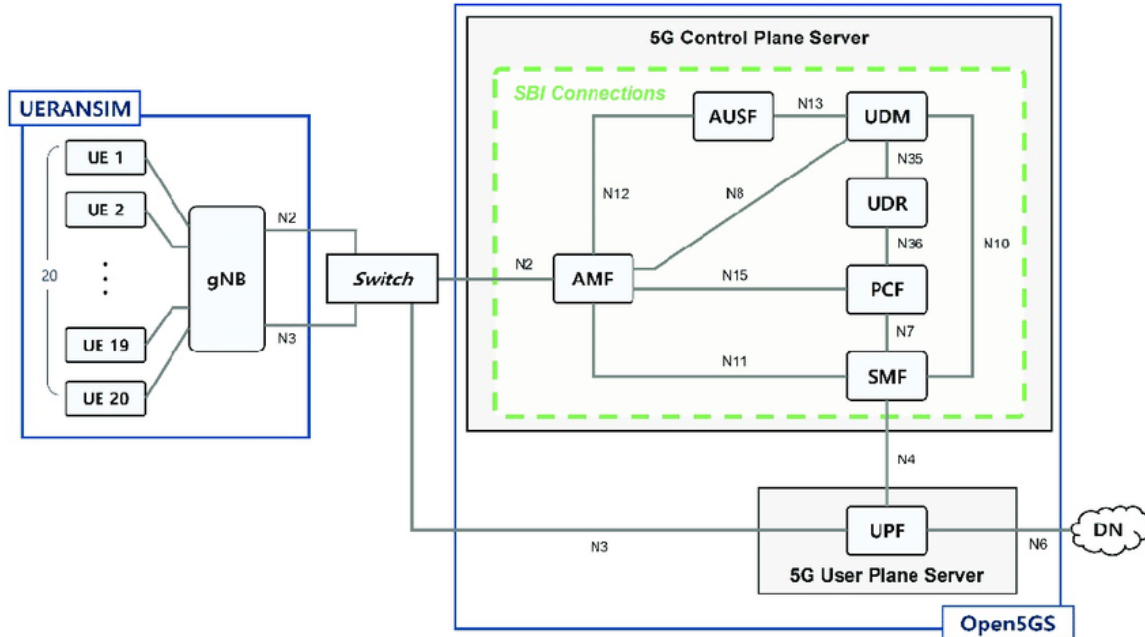 5G Control Plane Server
UERANSIM
SBI Connections
AUSF
N13
UDM
UE 1
N35
UE 2
N12
N8
UDR
N2
N36
N10
20
gNB
Switch
N2
AMF
N15
PCF
N3
N7
UE 19
N11
SMF
UE 20
N4
UPF
DN
N3
N6
5G User Plane Server
Open5GS